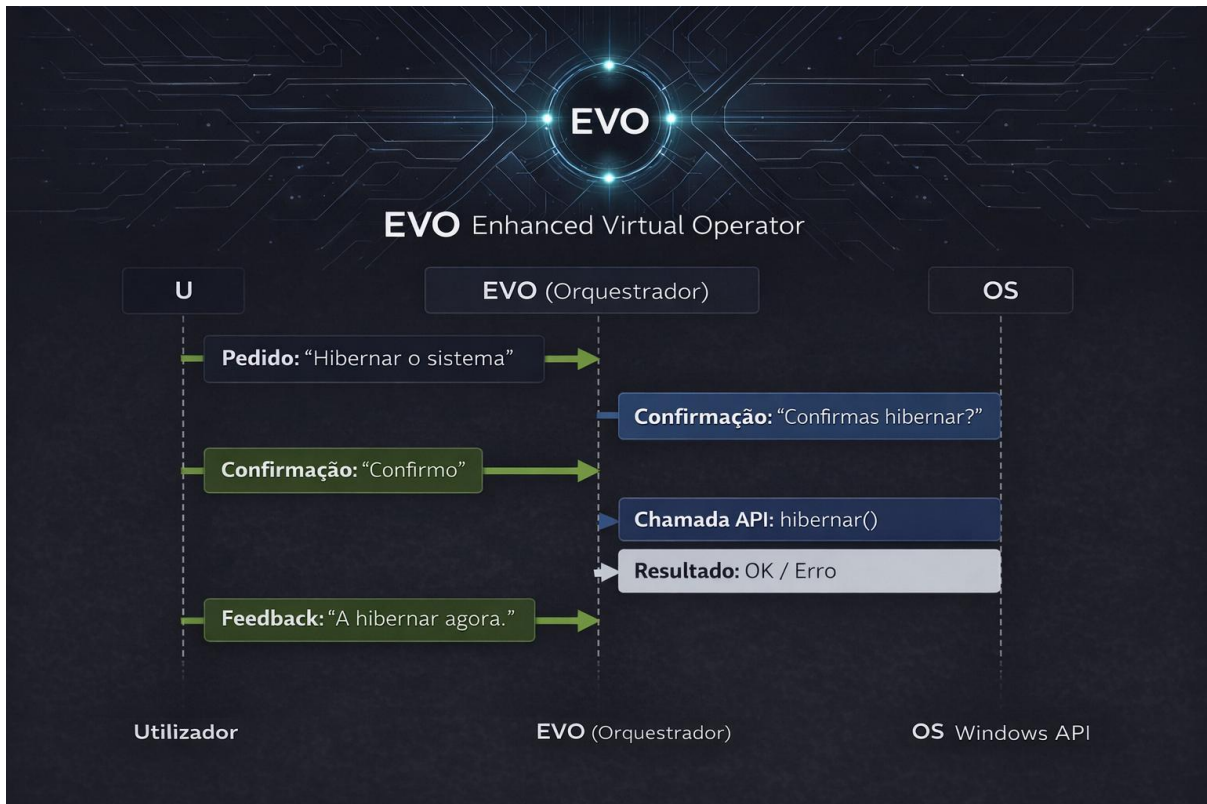 EVO
EVO Enhanced Virtual Operator
U
EVO (Orquestrador)
OS
Pedido: “Hibernar o sistema”
Confirmação: “Confirmas hibernar?”
Confirmação: “Confirmo”
Chamada API: hibernar()
Resultado: OK / Erro
Feedback: “A hibernar agora.”
Utilizador
EVO (Orquestrador)
OS Windows API